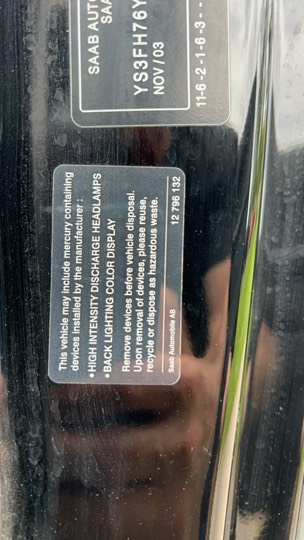 SAAB AUTO
SAA
YS3FH76Y
NOV/03
11-6-2-1-6-3--
This vehicle may include mercury containing
devices installed by the manufacturer :
•HIGH INTENSITY DISCHARGE HEADLAMPS
•BACK LIGHTING COLOR DISPLAY
Remove devices before vehicle disposal.
Upon removal of devices, please reuse,
recycle or dispose as hazardous waste.
Saab Automobile AB 12 796 132